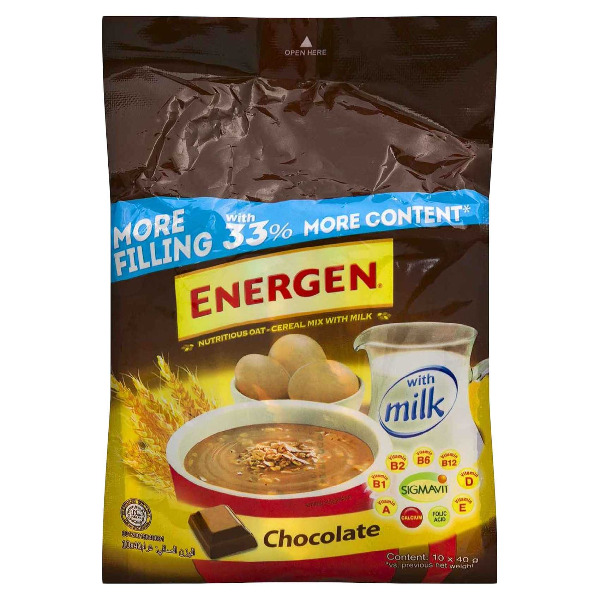 OPEN HERE
MORE FILLING with 33% MORE CONTENT*
ENERGEN®
NUTRITIOUS OAT-CEREAL MIX WITH MILK
with
milk
Vitamin B1
Vitamin B2
Vitamin B6
Vitamin B12
Vitamin A
SIGMAVIT
Vitamin D
CALCIUM
FOLIC ACID
Vitamin E
Chocolate
Content: 10 x 40 g
*vs. previous net weight